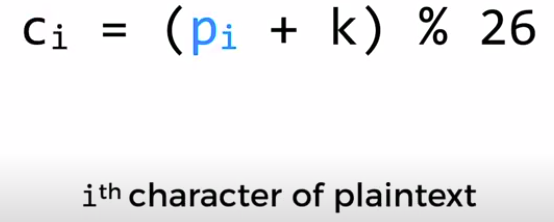 cᵢ = (pᵢ + k) % 26
iᵗʰ character of plaintext